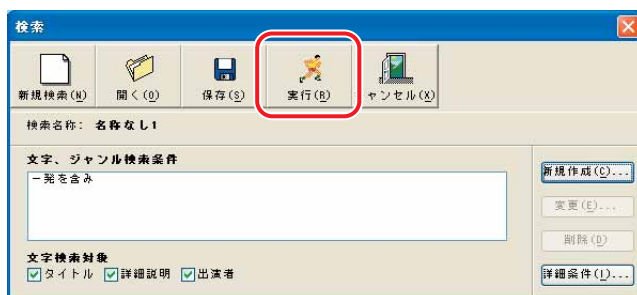 検索
新規検索(N) 開く(O) 保存(S) 実行(R) ャンセル(X)
検索名称: 名称なし1
文字、ジャンル検索条件
一発を含み
新規作成(C)...
変更(E)...
削除(D)
文字検索対象
タイトル 詳細説明 出演者
詳細条件(I)...